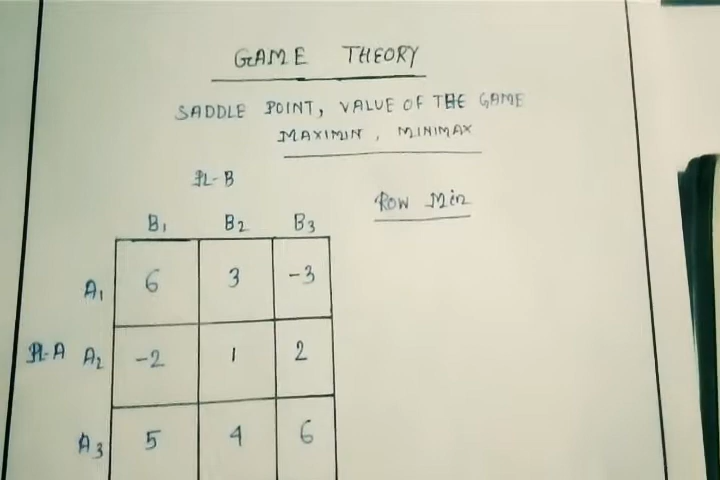 GAME THEORY
SADDLE POINT, VALUE OF THE GAME
MAXIMIN, MINIMAX
PL-B
Row Min
B1 B2 B3
A1 6 3 -3
PL-A A2 -2 1 2
A3 5 4 6